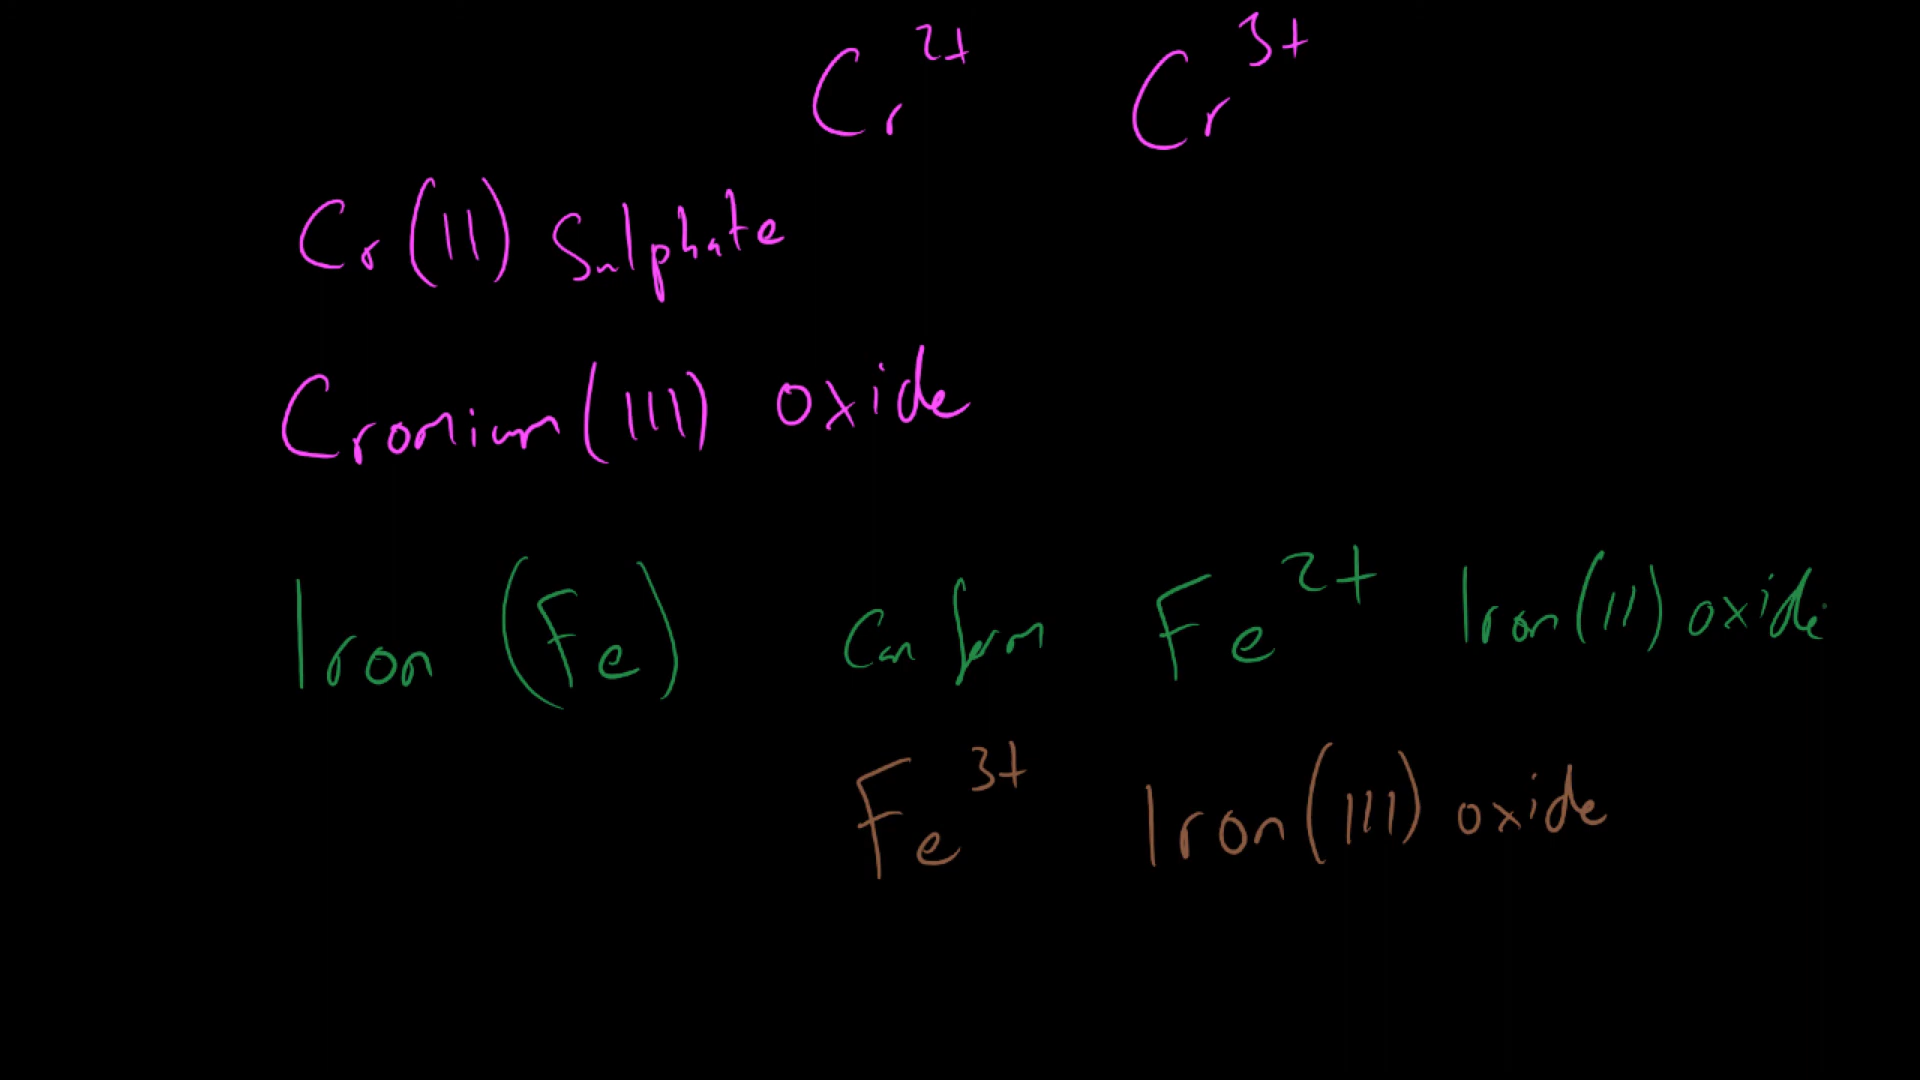 Cr²⁺ Cr³⁺
Cr(II) Sulphate
Cromium(III) oxide
Iron (Fe) Can form Fe²⁺ Iron(II) oxide
Fe³⁺ Iron(III) oxide